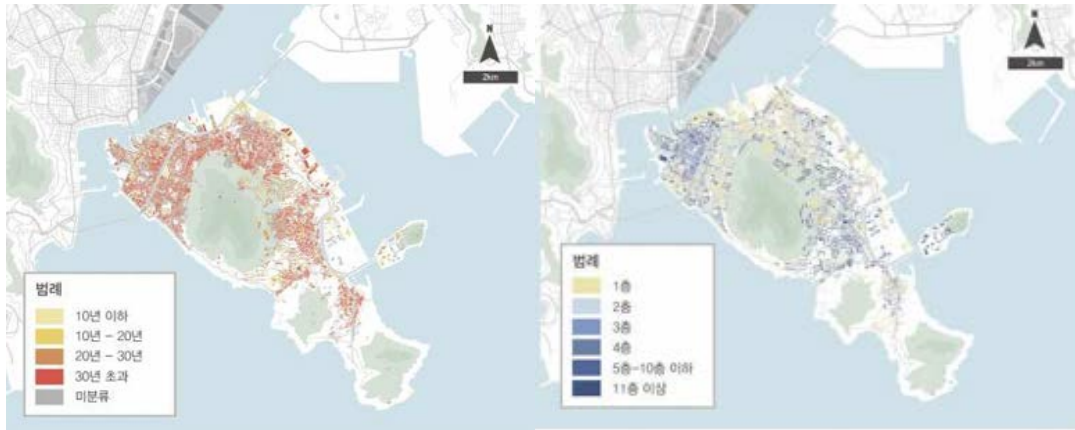 N
2km
범례
10년 이하
10년 - 20년
20년 - 30년
30년 초과
미분류
N
2km
범례
1층
2층
3층
4층
5층-10층 이하
11층 이상